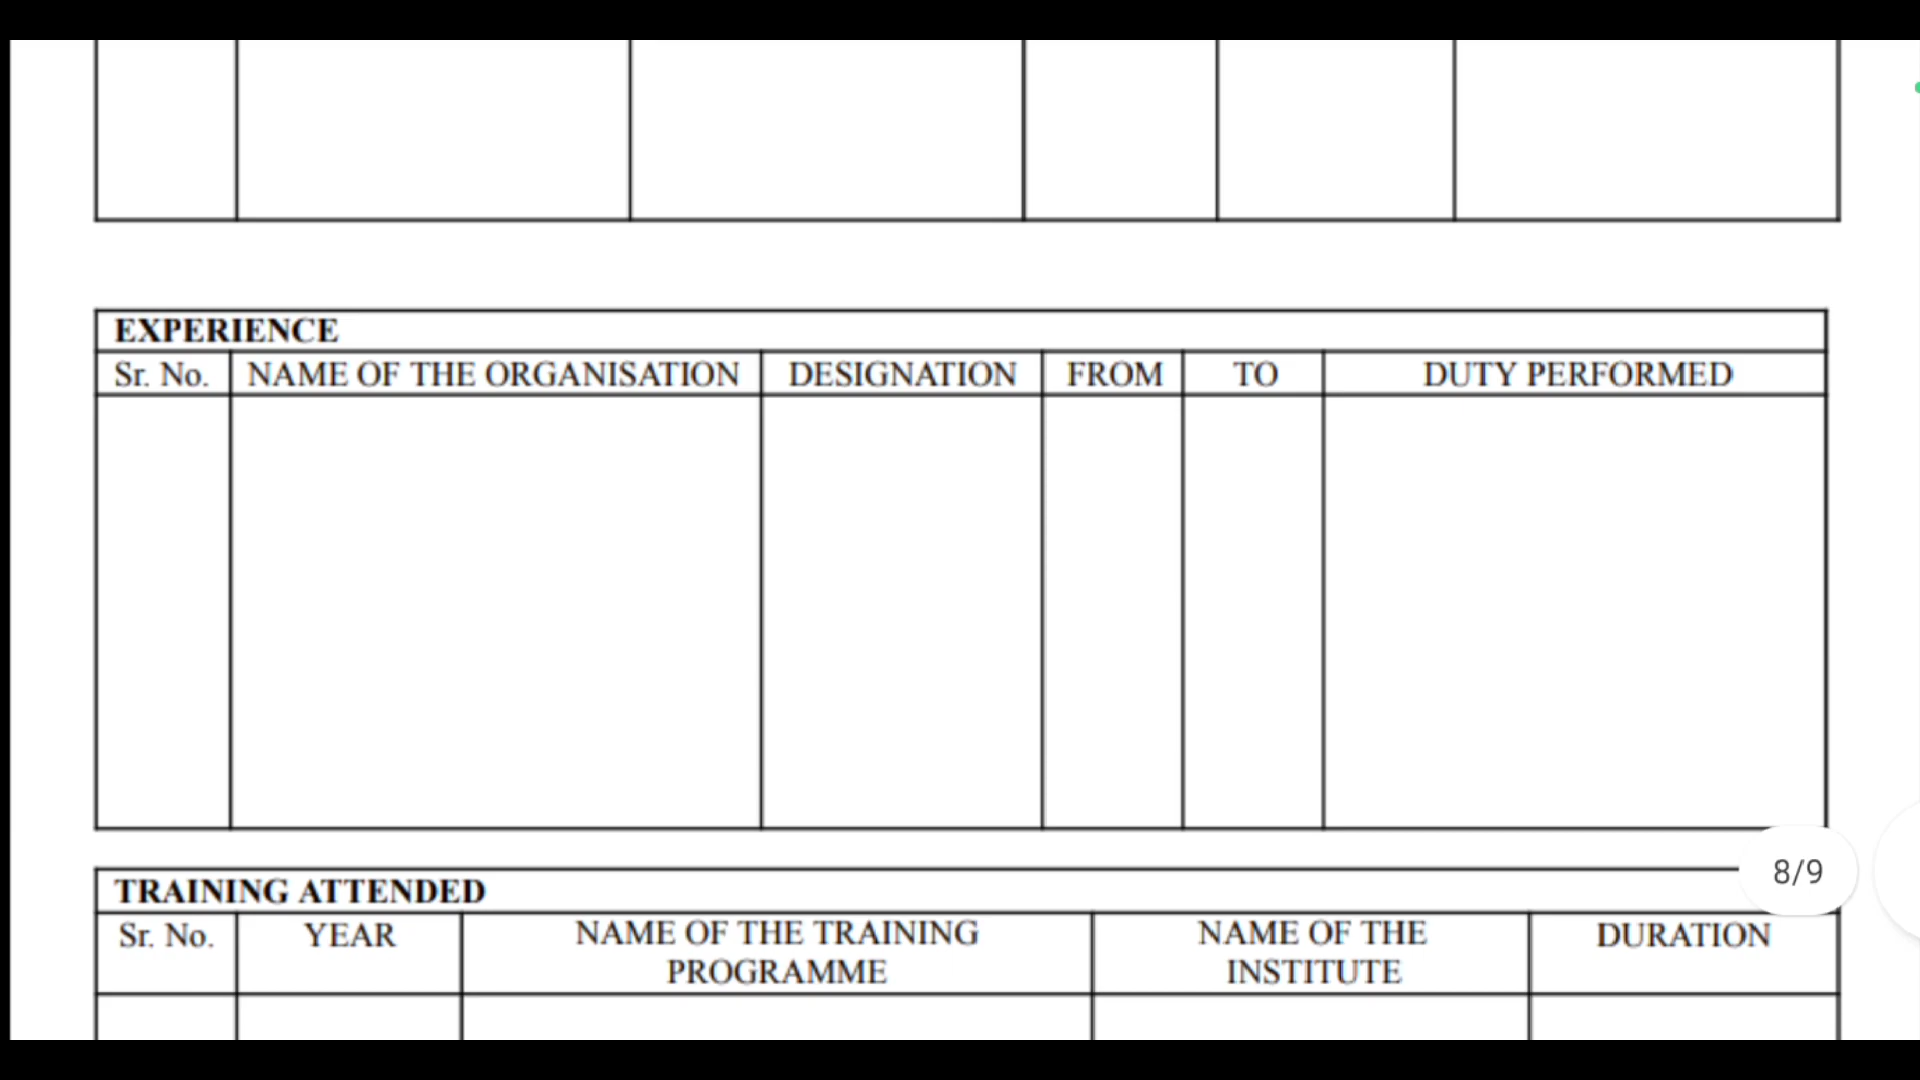 EXPERIENCE
Sr. No. NAME OF THE ORGANISATION DESIGNATION FROM TO DUTY PERFORMED
8/9
TRAINING ATTENDED
Sr. No. YEAR NAME OF THE TRAINING PROGRAMME NAME OF THE INSTITUTE DURATION